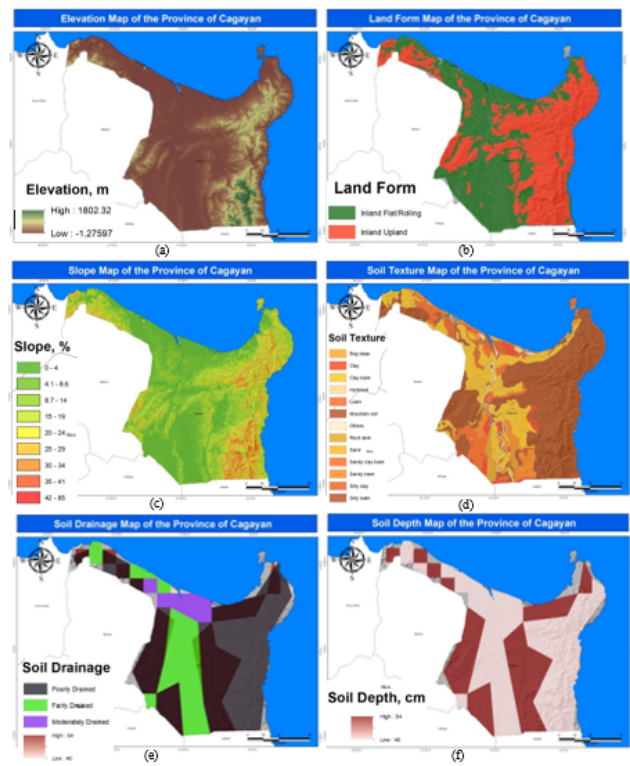 Elevation Map of the Province of Cagayan
N
W
E
S
Elevation, m
High : 1802.32
Low : -1.27597
(a)
Land Form Map of the Province of Cagayan
N
W
E
S
Land Form
Inland Flat/Rolling
Inland Upland
(b)
Slope Map of the Province of Cagayan
N
W
E
S
Slope, %
0 - 4
4.1 - 8.6
8.7 - 14
15 - 19
20 - 24
25 - 29
30 - 34
35 - 41
42 - 85
(c)
Soil Texture Map of the Province of Cagayan
N
W
E
S
Soil Texture
Bog deep
Clay
Clay loam
Loam
Mountain soil
Others
Rock land
Sand
Sandy clay loam
Sandy loam
Silty clay
Silty loam
(d)
Soil Drainage Map of the Province of Cagayan
N
W
E
S
Soil Drainage
Poorly Drained
Fairly Drained
Moderately Drained
High : 54
Low : 40
(e)
Soil Depth Map of the Province of Cagayan
N
W
E
S
Soil Depth, cm
High : 54
Low : 40
(f)